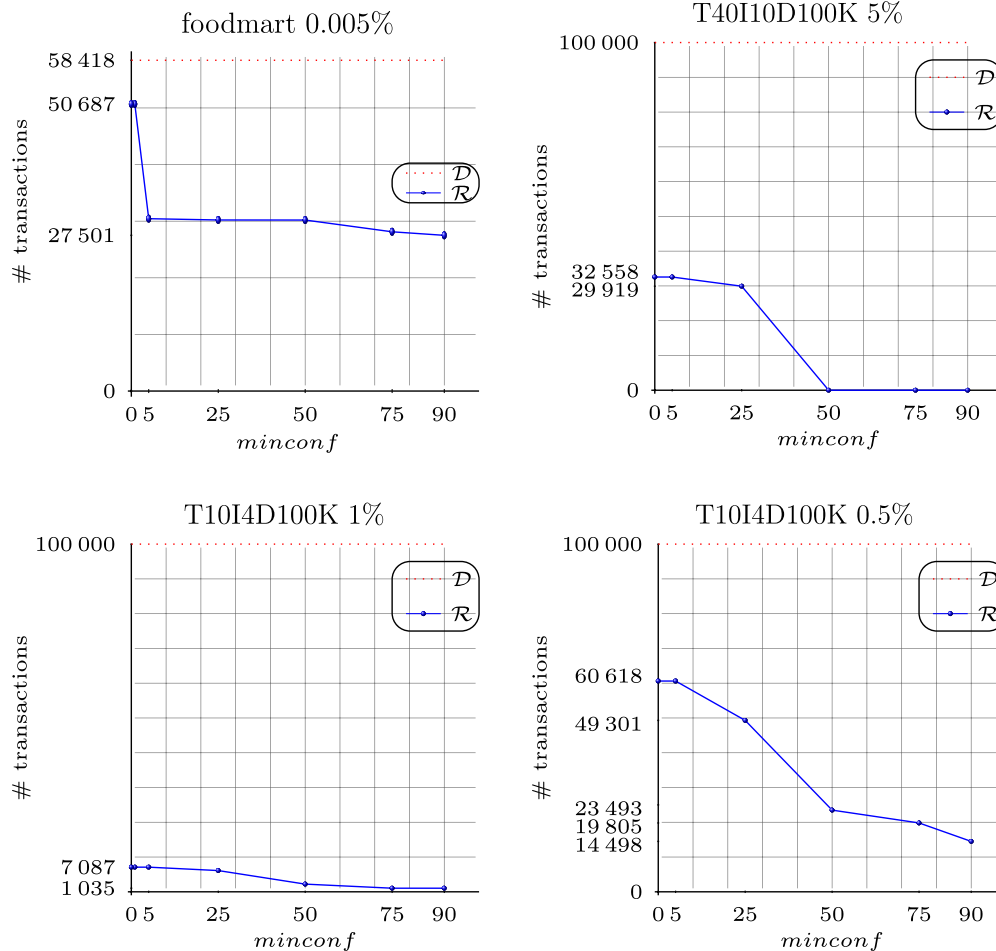 foodmart 0.005%
58 418
50 687
27 501
0
# transactions
0 5 25 50 75 90
minconf
D
R
T40I10D100K 5%
100 000
32 558
29 919
0
# transactions
0 5 25 50 75 90
minconf
D
R
T10I4D100K 1%
100 000
7 087
1 035
# transactions
0 5 25 50 75 90
minconf
D
R
T10I4D100K 0.5%
100 000
60 618
49 301
23 493
19 805
14 498
0
# transactions
0 5 25 50 75 90
minconf
D
R